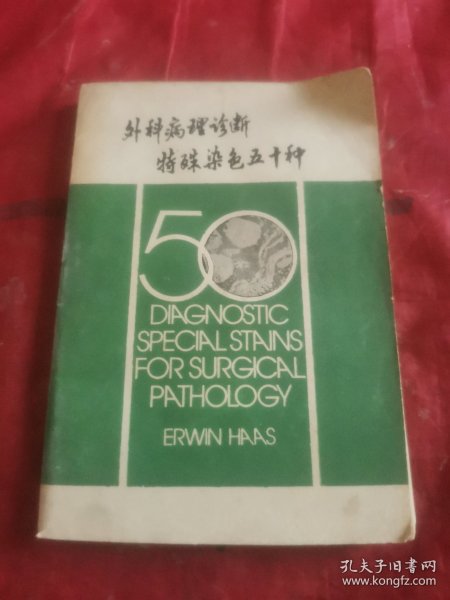 外科病理诊断
特殊染色五十种
50
DIAGNOSTIC
SPECIAL STAINS
FOR SURGICAL
PATHOLOGY
ERWIN HAAS
孔夫子旧书网
www.kongfz.com